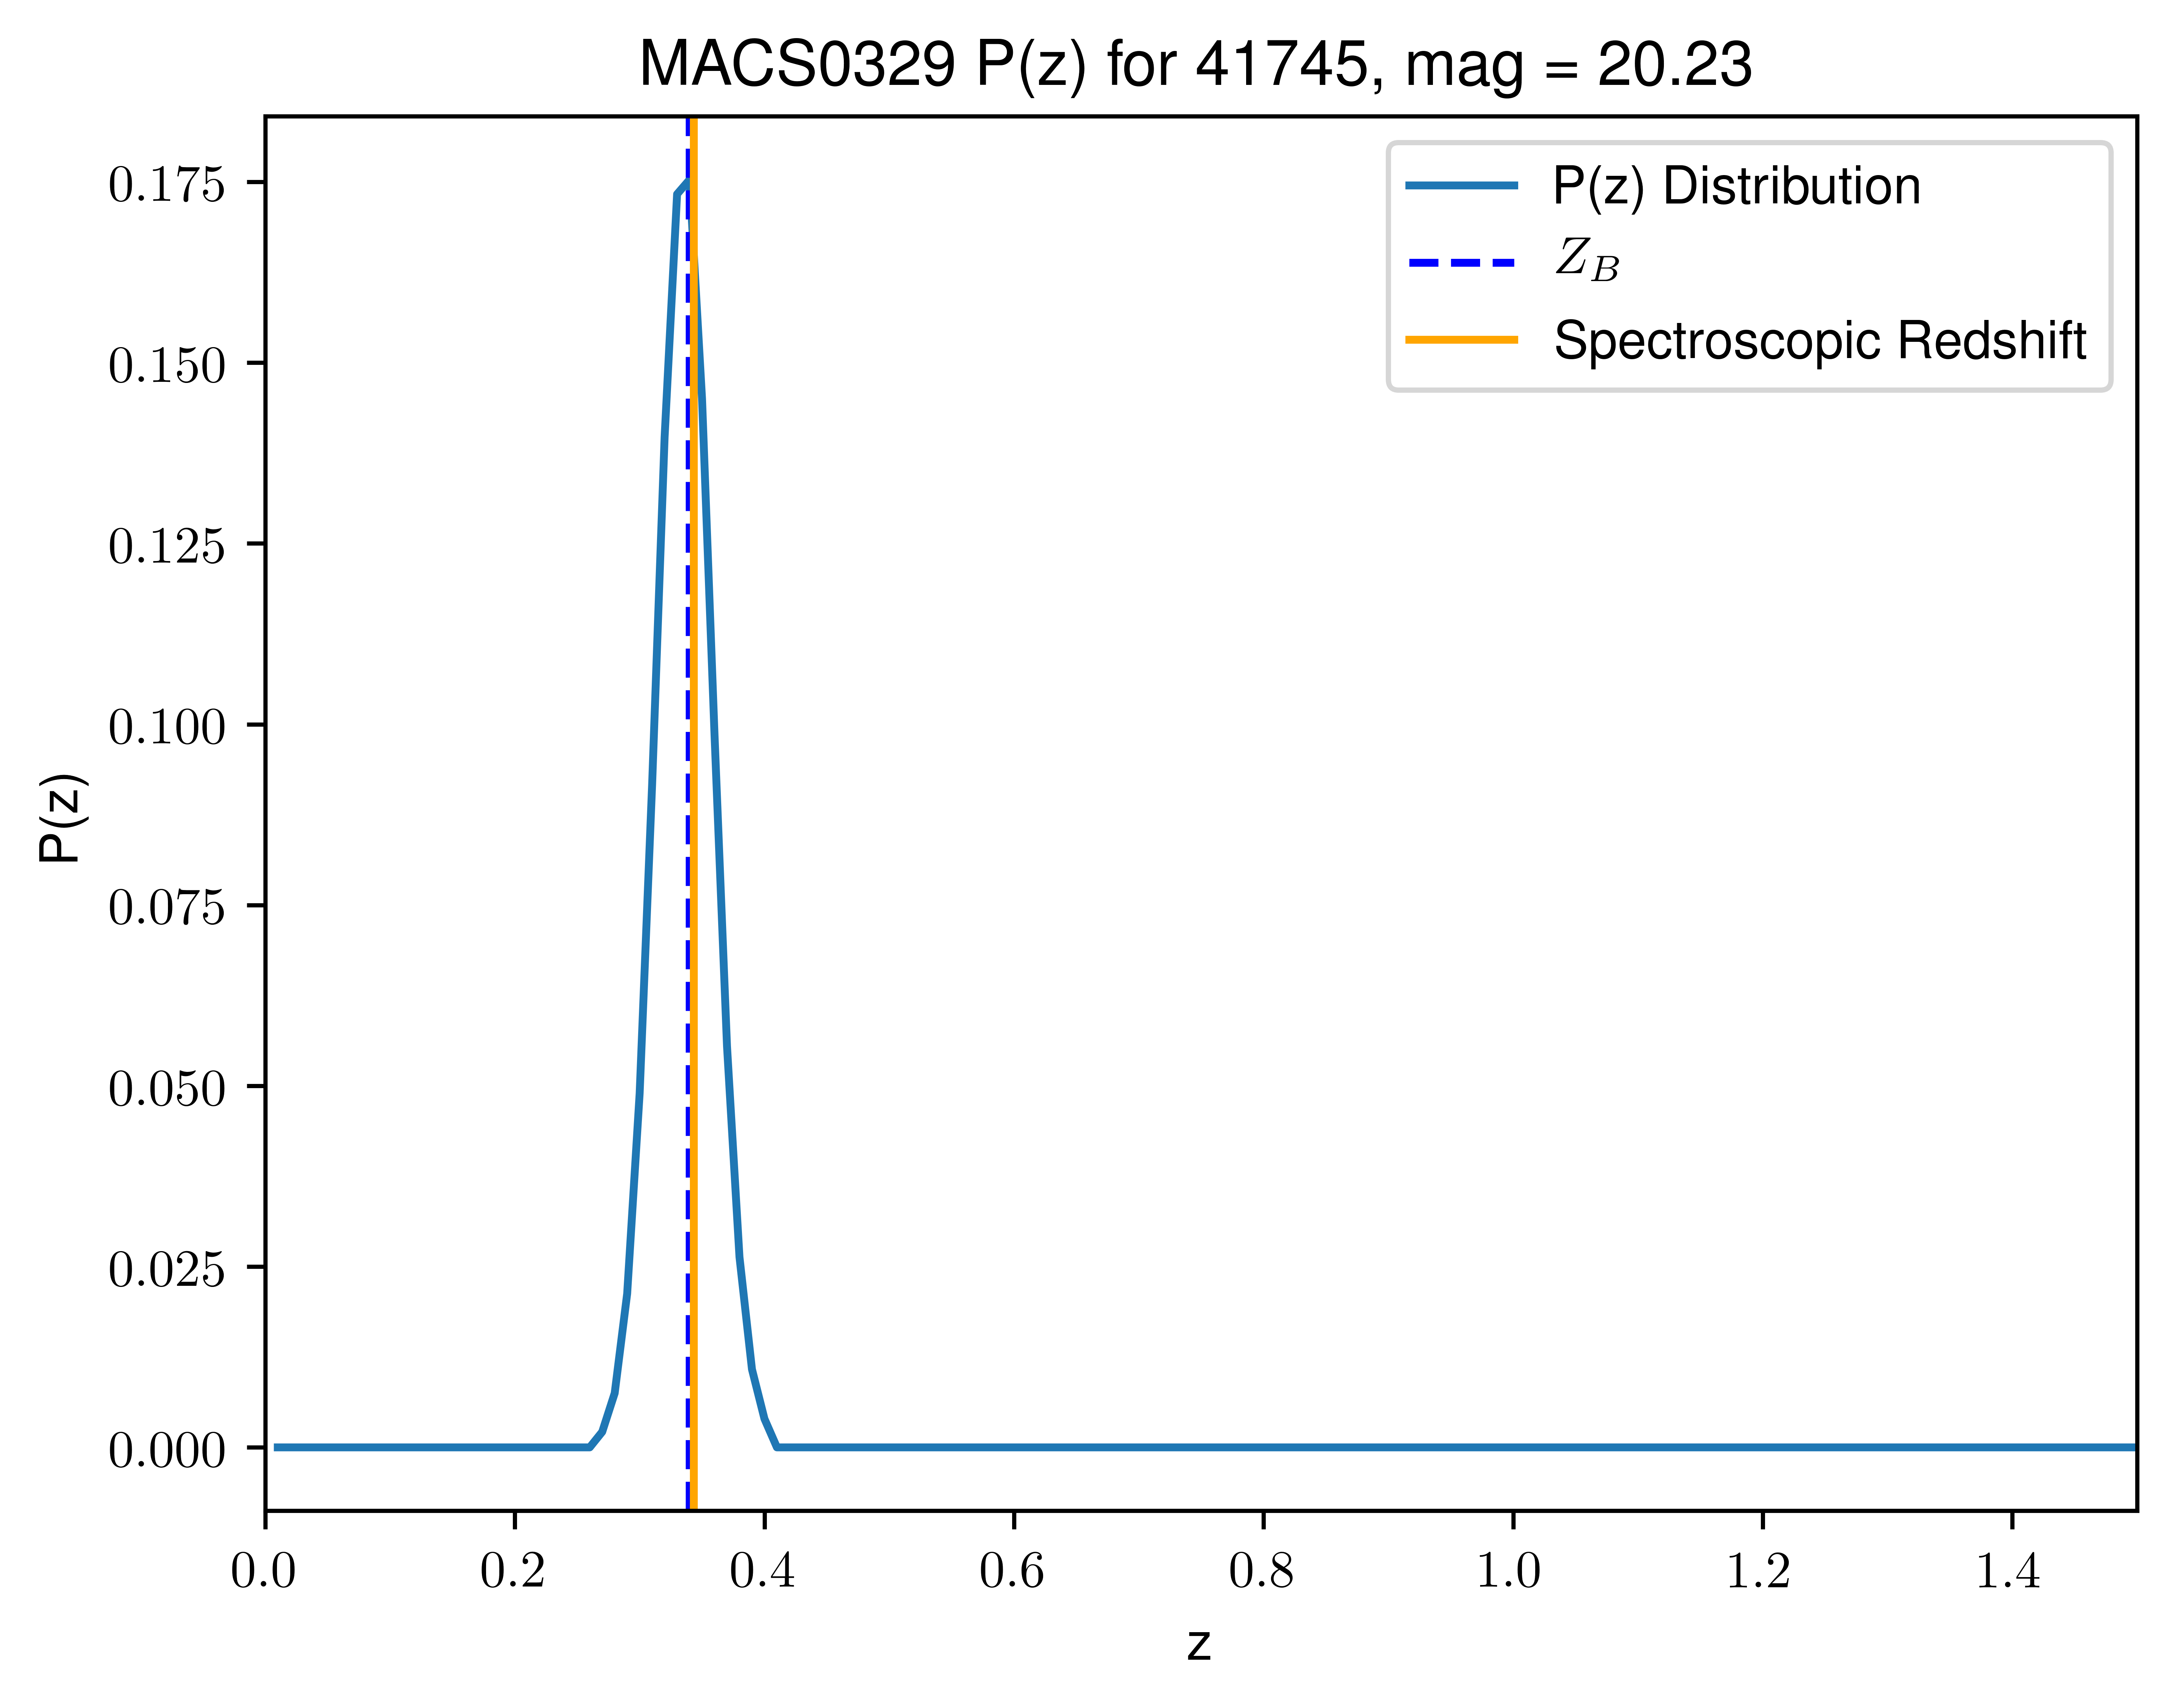 MACS0329 P(z) for 41745, mag = 20.23
P(z) Distribution
Z_B
Spectroscopic Redshift
P(z)
0.175
0.150
0.125
0.100
0.075
0.050
0.025
0.000
0.0 0.2 0.4 0.6 0.8 1.0 1.2 1.4
z